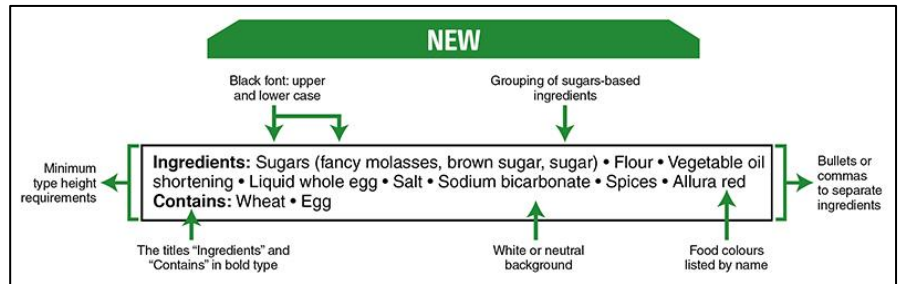 NEW
Black font: upper
and lower case
Grouping of sugars-based
ingredients
Minimum
type height
requirements
Ingredients: Sugars (fancy molasses, brown sugar, sugar) • Flour • Vegetable oil
shortening • Liquid whole egg • Salt • Sodium bicarbonate • Spices • Allura red
Contains: Wheat • Egg
Bullets or
commas
to separate
ingredients
The titles “Ingredients” and
“Contains” in bold type
White or neutral
background
Food colours
listed by name